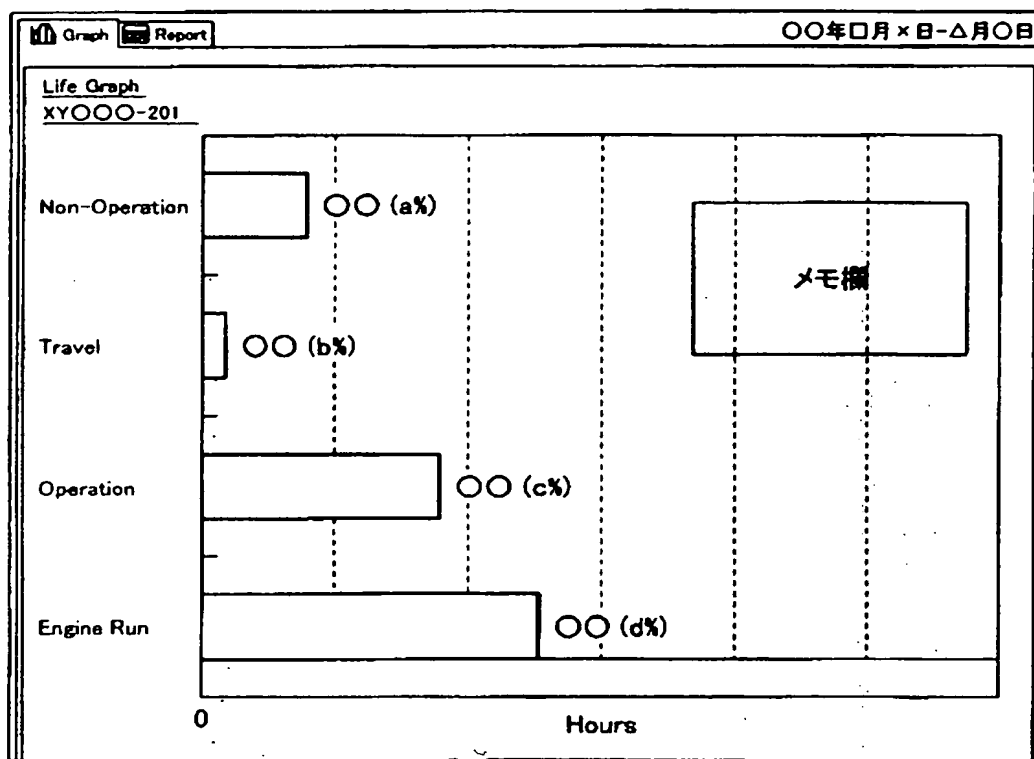 Graph Report ○○年□月×日-△月○日
Life Graph
XY○○○-201
Non-Operation ○○ (a%)
メモ欄
Travel ○○ (b%)
Operation ○○ (c%)
Engine Run ○○ (d%)
0
Hours